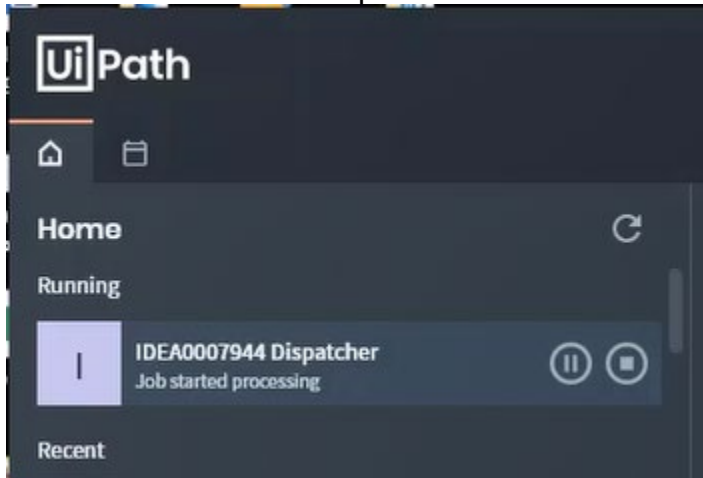 UiPath
Home
Running
I
IDEA0007944 Dispatcher
Job started processing
Recent